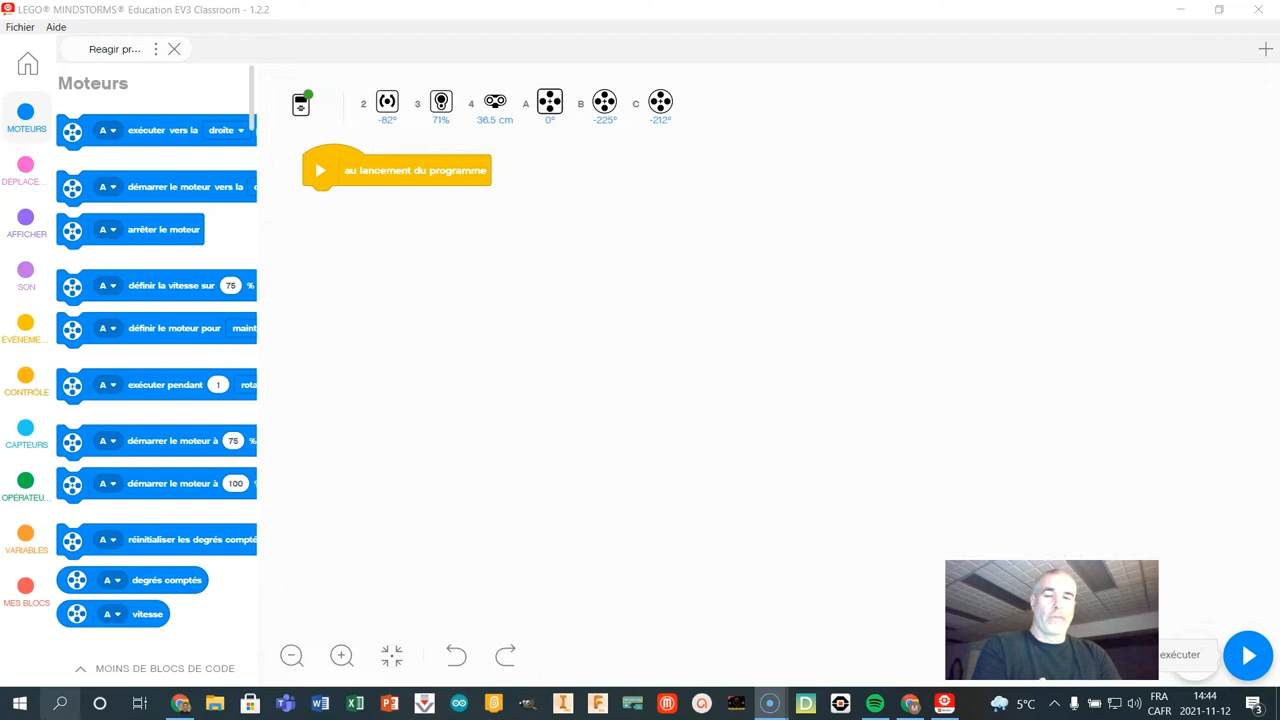 LEGO® MINDSTORMS® Education EV3 Classroom - 1.2.2
Fichier Aide
Reagir pr...
MOTEURS
DÉPLACE...
AFFICHER
SON
ÉVÉNEME...
CONTRÔLE
CAPTEURS
OPÉRATEU...
VARIABLES
MES BLOCS
Moteurs
A exécuter vers la droite
A démarrer le moteur vers la
A arrêter le moteur
A définir la vitesse sur 75 %
A définir le moteur pour maint
A exécuter pendant 1 rota
A démarrer le moteur à 75 %
A démarrer le moteur à 100
A réinitialiser les degrés compté
A degrés comptés
A vitesse
MOINS DE BLOCS DE CODE
2 3 4 A B C
-82° 71% 36.5 cm 0° -225° -212°
au lancement du programme
exécuter
5°C FRA 14:44
CAFR 2021-11-12 3